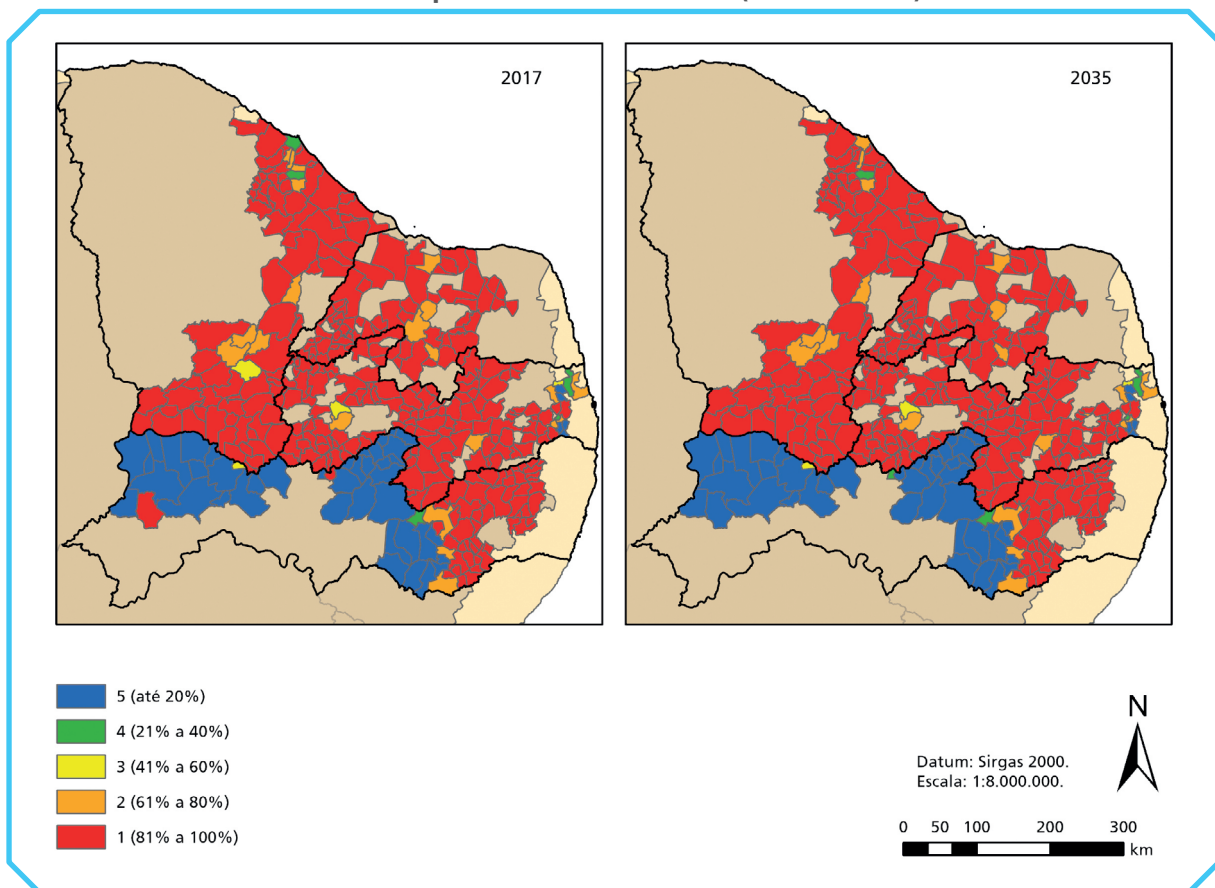 2017
2035
5 (até 20%)
4 (21% a 40%)
3 (41% a 60%)
2 (61% a 80%)
1 (81% a 100%)
Datum: Sirgas 2000.
Escala: 1:8.000.000.
N
0 50 100 200 300
km